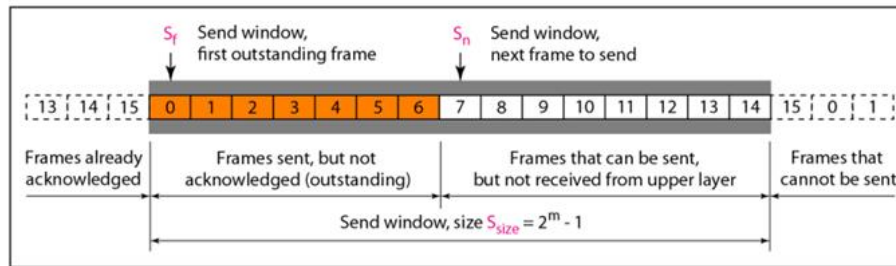 Sf Send window,
first outstanding frame
Sn Send window,
next frame to send
13 14 15 0 1 2 3 4 5 6 7 8 9 10 11 12 13 14 15 0 1
Frames already
acknowledged
Frames sent, but not
acknowledged (outstanding)
Frames that can be sent,
but not received from upper layer
Frames that
cannot be sent
Send window, size Ssize = 2^m - 1